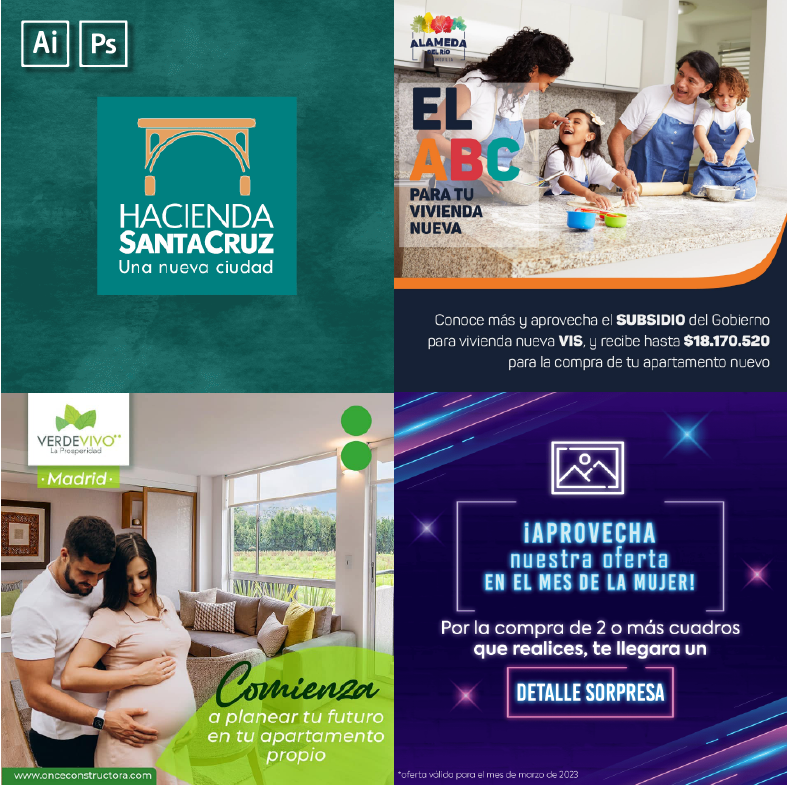 Ai Ps
HACIENDA
SANTACRUZ
Una nueva ciudad
ALAMEDA
DEL RÍO
EL
ABC
PARA TU
VIVIENDA
NUEVA
Conoce más y aprovecha el SUBSIDIO del Gobierno
para vivienda nueva VIS, y recibe hasta $18.170.520
para la compra de tu apartamento nuevo
VERDEVIVO
La Prosperidad
·Madrid·
Comienza
a planear tu futuro
en tu apartamento
propio
www.onceconstructora.com
¡APROVECHA
nuestra oferta
EN EL MES DE LA MUJER!
Por la compra de 2 o más cuadros
que realices, te llegara un
DETALLE SORPRESA
*oferta válida para el mes de marzo de 2023